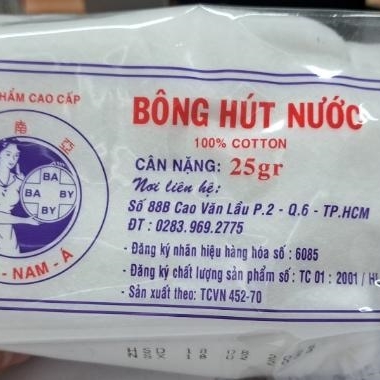 PHẨM CAO CẤP
南 亞
BA
BA BY
BY
- NAM - Á
BÔNG HÚT NƯỚC
100% COTTON
CÂN NẶNG: 25gr
Nơi liên hệ:
Số 88B Cao Văn Lầu P.2 - Q.6 - TP.HCM
ĐT : 0283.969.2775
- Đăng ký nhãn hiệu hàng hóa số : 6085
- Đăng ký chất lượng sản phẩm số : TC 01 : 2001 /
- Sản xuất theo: TCVN 452-70